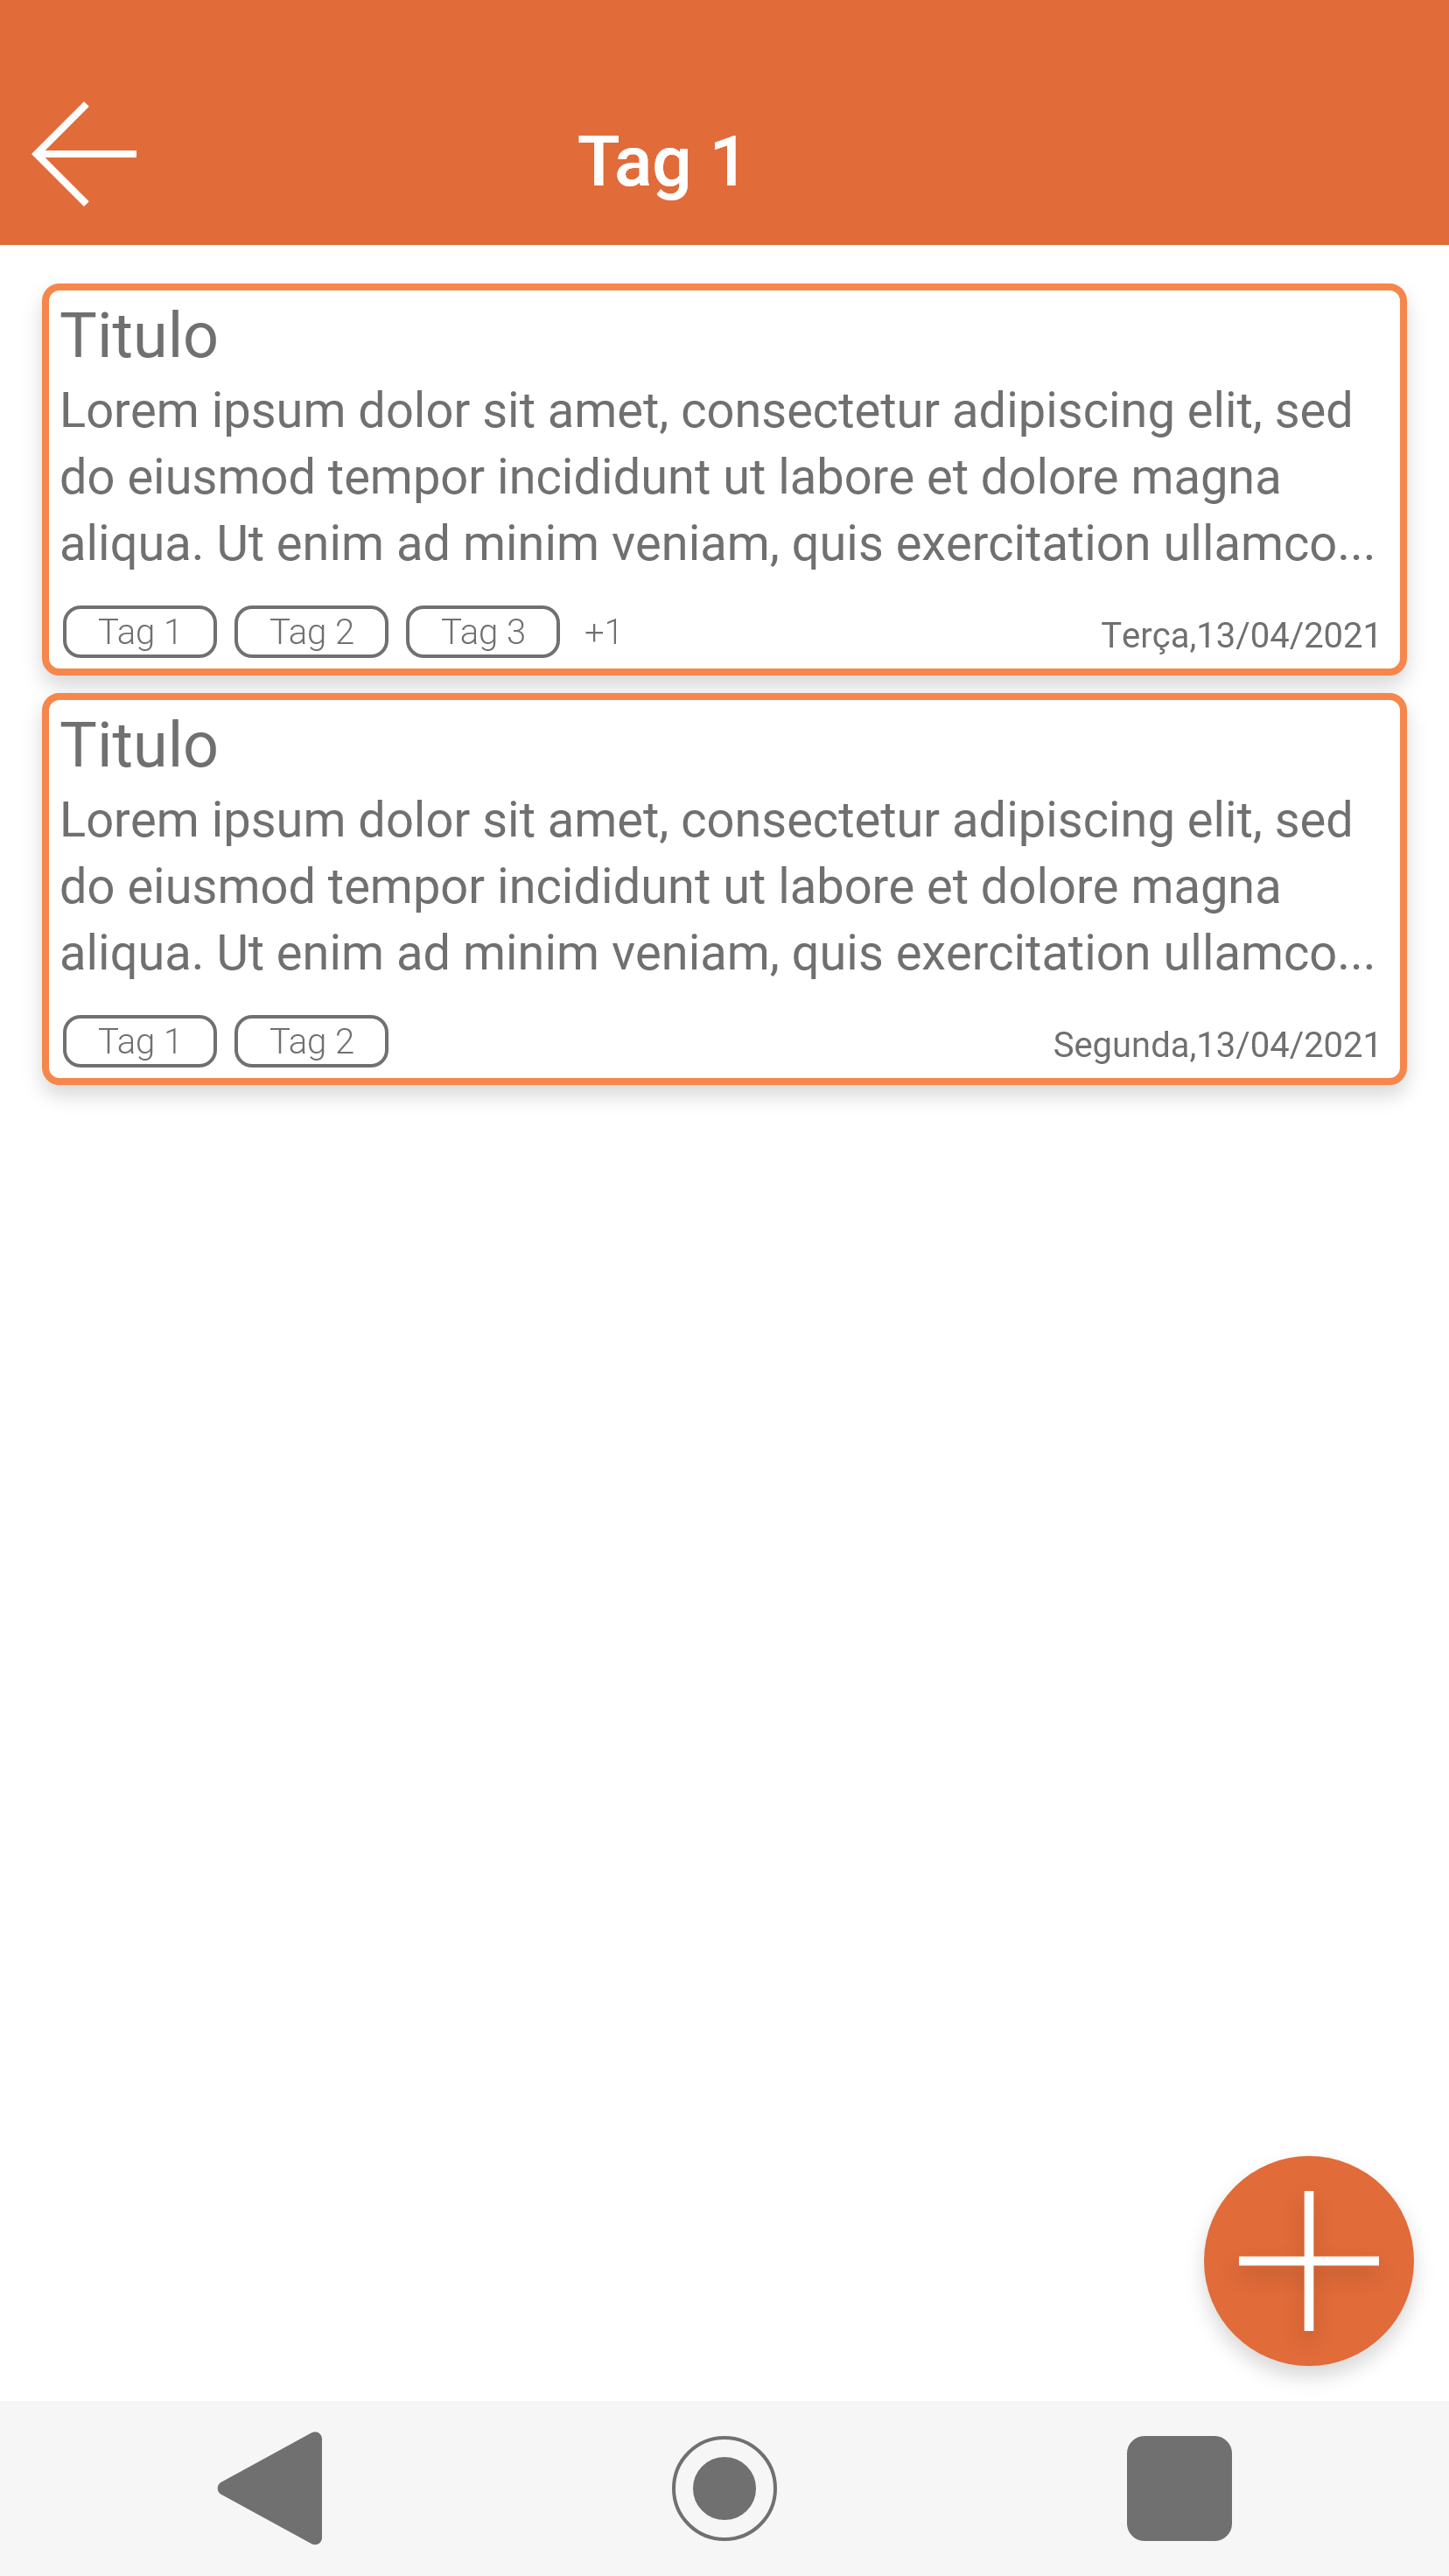 Tag 1
Titulo
Lorem ipsum dolor sit amet, consectetur adipiscing elit, sed
do eiusmod tempor incididunt ut labore et dolore magna
aliqua. Ut enim ad minim veniam, quis exercitation ullamco...
Tag 1 Tag 2 Tag 3 +1 Terça,13/04/2021
Titulo
Lorem ipsum dolor sit amet, consectetur adipiscing elit, sed
do eiusmod tempor incididunt ut labore et dolore magna
aliqua. Ut enim ad minim veniam, quis exercitation ullamco...
Tag 1 Tag 2 Segunda,13/04/2021